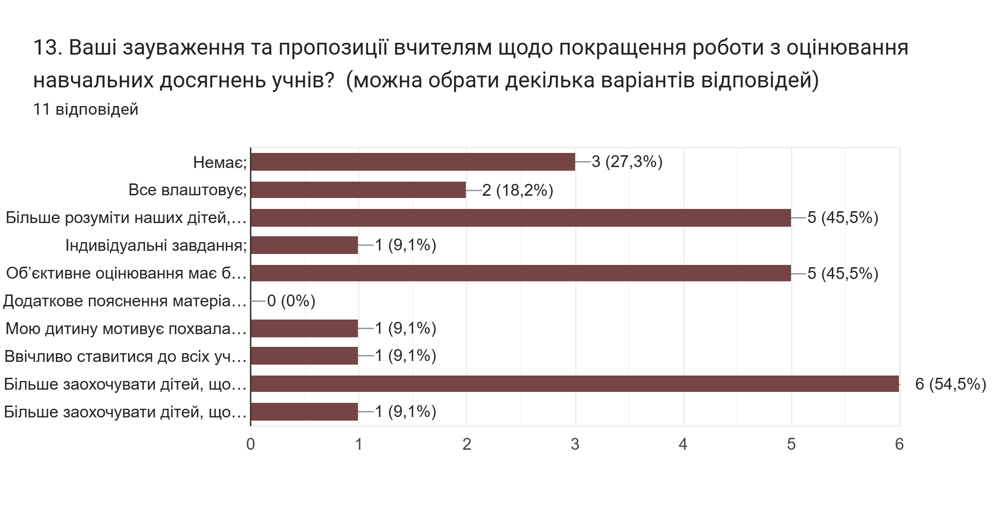 13. Ваші зауваження та пропозиції вчителям щодо покращення роботи з оцінювання
навчальних досягнень учнів?  (можна обрати декілька варіантів відповідей)
11 відповідей
Немає; 3 (27,3%)
Все влаштовує; 2 (18,2%)
Більше розуміти наших дітей,… 5 (45,5%)
Індивідуальні завдання; 1 (9,1%)
Об’єктивне оцінювання має б… 5 (45,5%)
Додаткове пояснення матеріа… 0 (0%)
Мою дитину мотивує похвала… 1 (9,1%)
Ввічливо ставитися до всіх уч… 1 (9,1%)
Більше заохочувати дітей, що… 6 (54,5%)
Більше заохочувати дітей, що… 1 (9,1%)
0 1 2 3 4 5 6